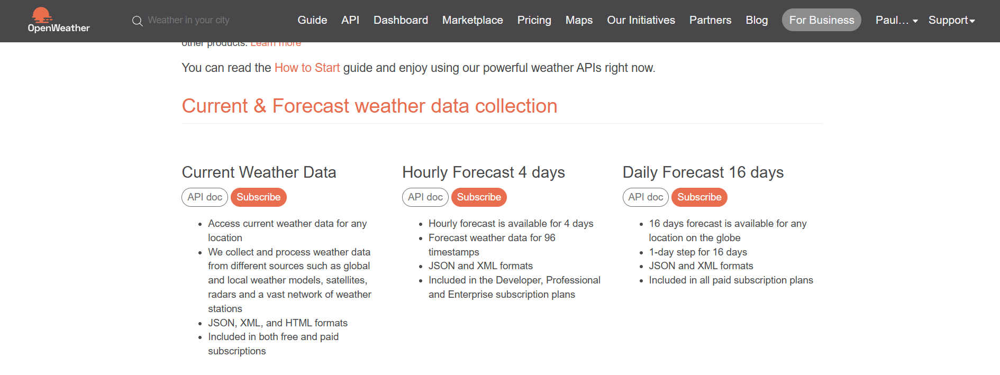 OpenWeather
Weather in your city
Guide API Dashboard Marketplace Pricing Maps Our Initiatives Partners Blog For Business Paul... Support
other products. Learn more
You can read the How to Start guide and enjoy using our powerful weather APIs right now.
Current & Forecast weather data collection
Current Weather Data
API doc Subscribe
Access current weather data for any
location
We collect and process weather data
from different sources such as global
and local weather models, satellites,
radars and a vast network of weather
stations
JSON, XML, and HTML formats
Included in both free and paid
subscriptions
Hourly Forecast 4 days
API doc Subscribe
Hourly forecast is available for 4 days
Forecast weather data for 96
timestamps
JSON and XML formats
Included in the Developer, Professional
and Enterprise subscription plans
Daily Forecast 16 days
API doc Subscribe
16 days forecast is available for any
location on the globe
1-day step for 16 days
JSON and XML formats
Included in all paid subscription plans